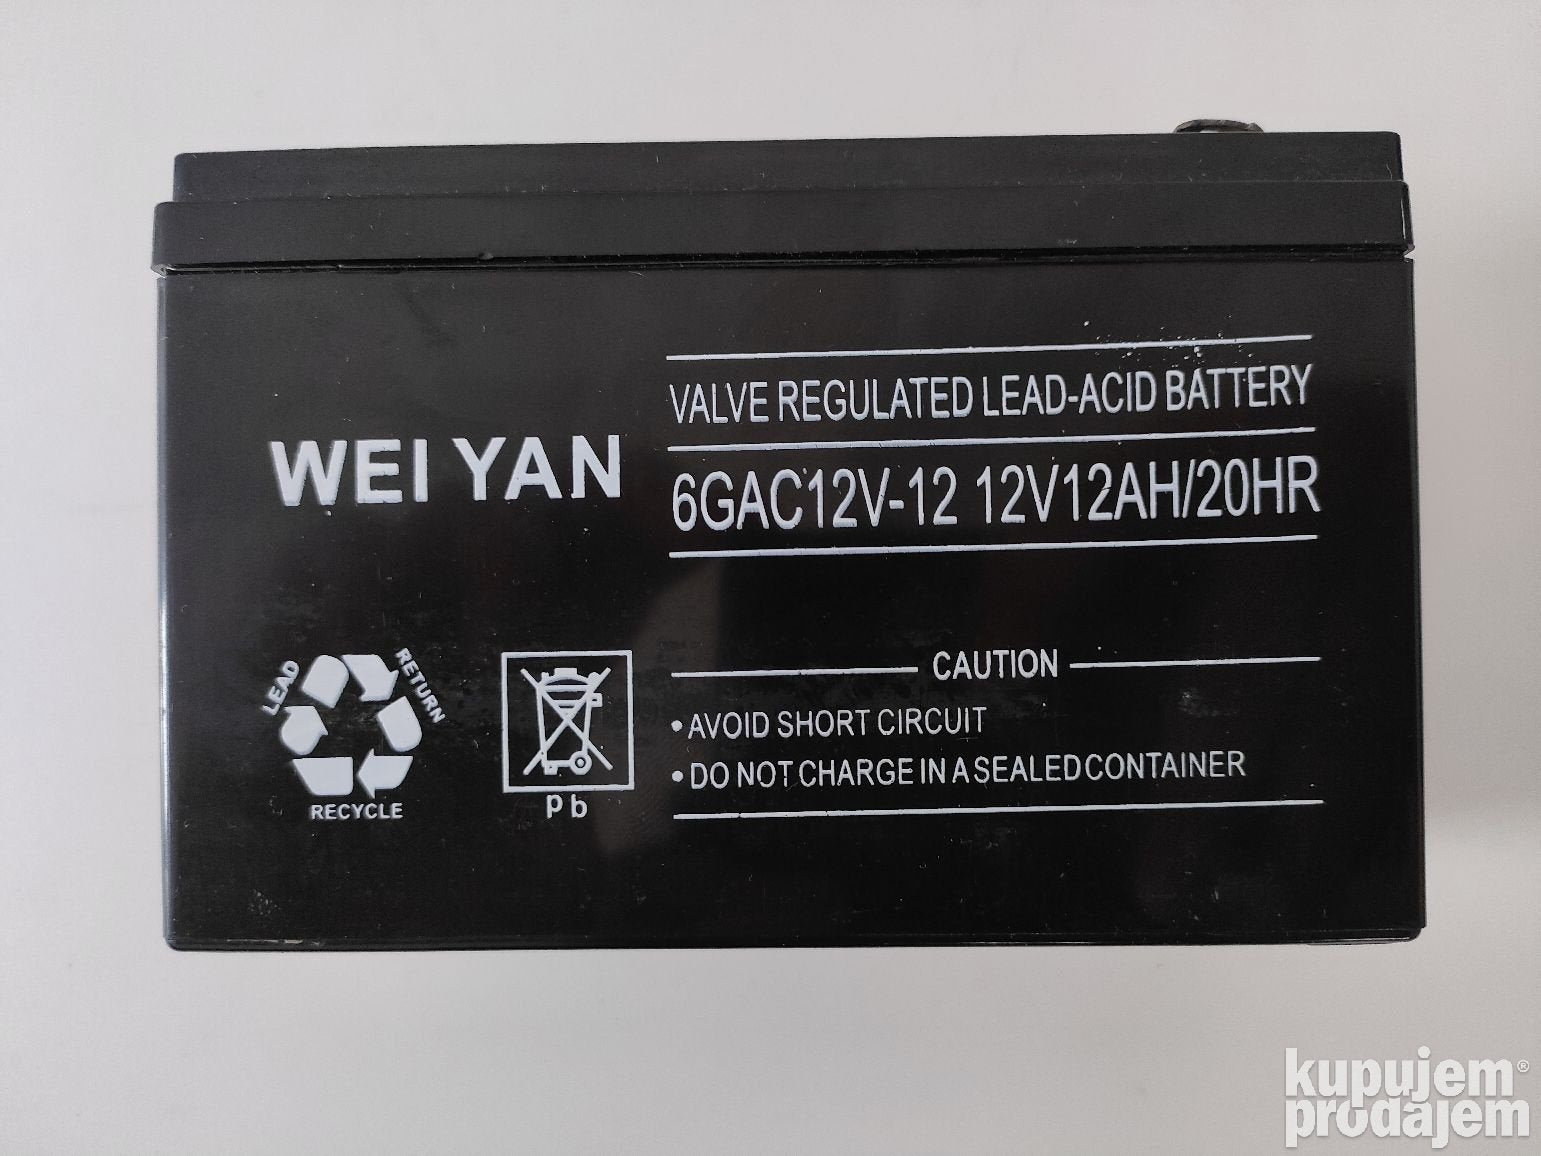 WEI YAN
VALVE REGULATED LEAD-ACID BATTERY
6GAC12V-12 12V12AH/20HR
LEAD
RETURN
RECYCLE
Pb
CAUTION
•AVOID SHORT CIRCUIT
•DO NOT CHARGE IN A SEALED CONTAINER
kupujem®
prodajem